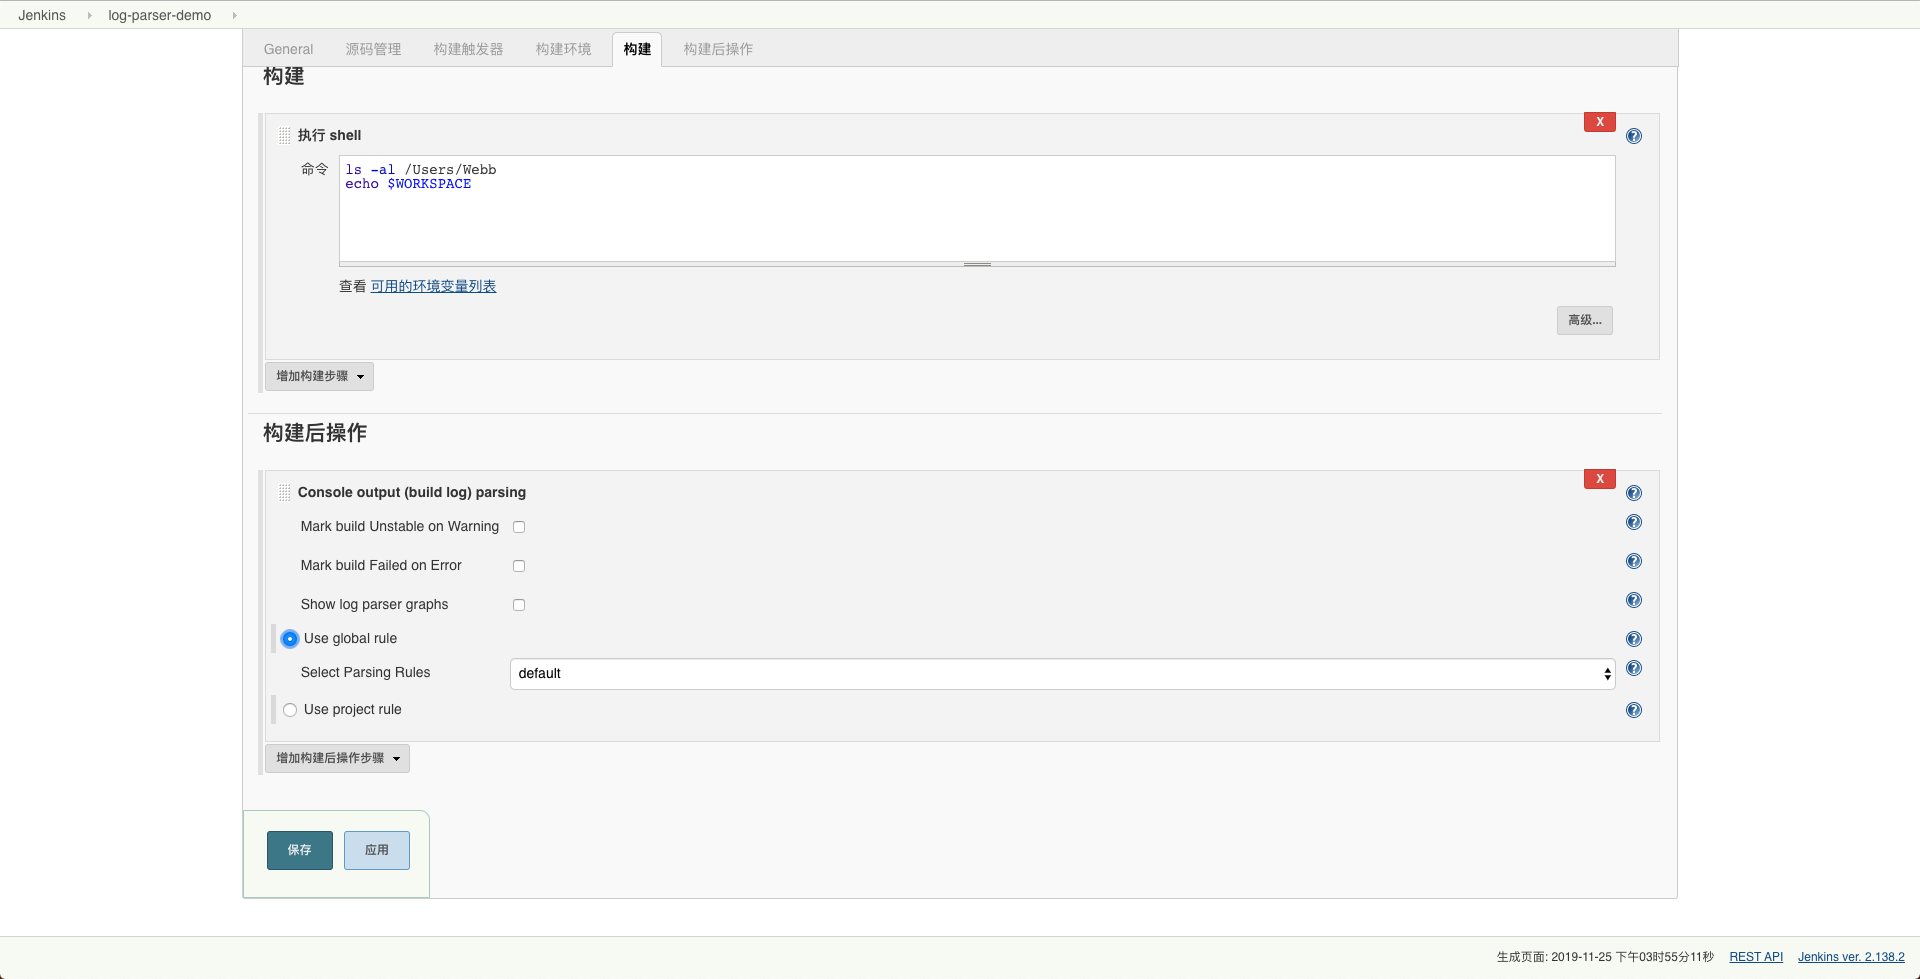 Jenkins log-parser-demo
General 源码管理 构建触发器 构建环境 构建 构建后操作
构建
执行 shell
X
命令
ls -al /Users/Webb
echo $WORKSPACE
查看 可用的环境变量列表
高级...
增加构建步骤
构建后操作
X
Console output (build log) parsing
Mark build Unstable on Warning
Mark build Failed on Error
Show log parser graphs
Use global rule
Select Parsing Rules default
Use project rule
增加构建后操作步骤
保存 应用
生成页面: 2019-11-25 下午03时55分11秒 REST API Jenkins ver. 2.138.2